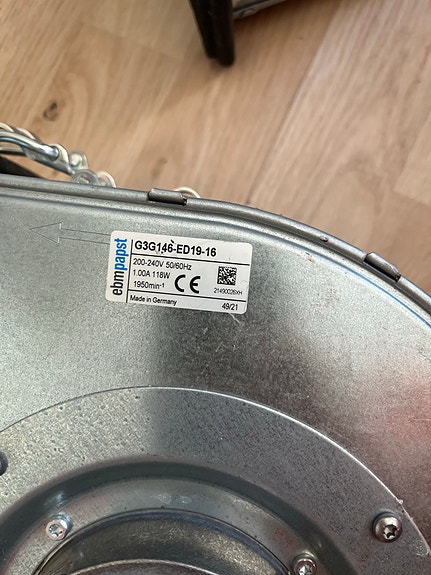 ebmpapst
G3G146-ED19-16
200-240V 50/60Hz
1.00A 118W
1950min-1
CE
21490026XH
Made in Germany
49/21